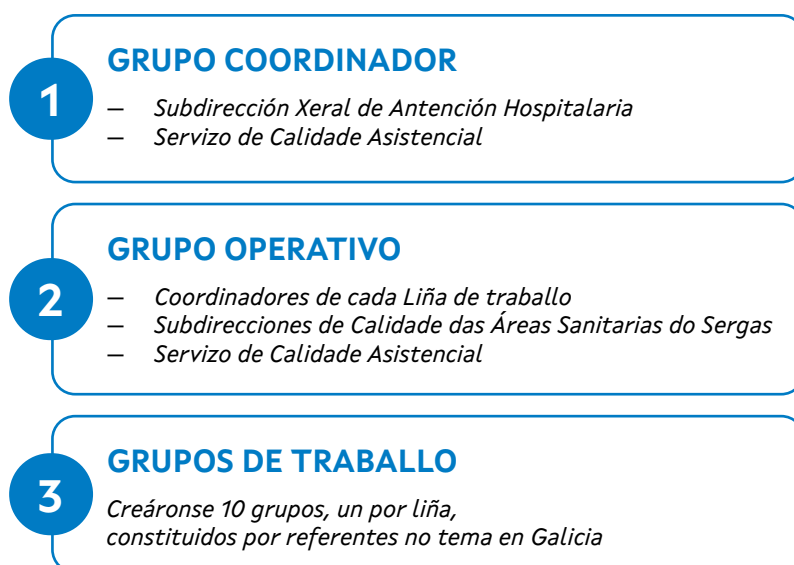 1
GRUPO COORDINADOR
— Subdirección Xeral de Antención Hospitalaria
— Servizo de Calidade Asistencial
2
GRUPO OPERATIVO
— Coordinadores de cada Liña de traballo
— Subdirecciones de Calidade das Áreas Sanitarias do Sergas
— Servizo de Calidade Asistencial
3
GRUPOS DE TRABALLO
Creáronse 10 grupos, un por liña,
constituidos por referentes no tema en Galicia